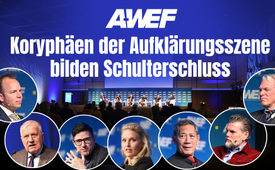 AWEF
Koryphäen der Aufklärungsszene
bilden Schulterschluss